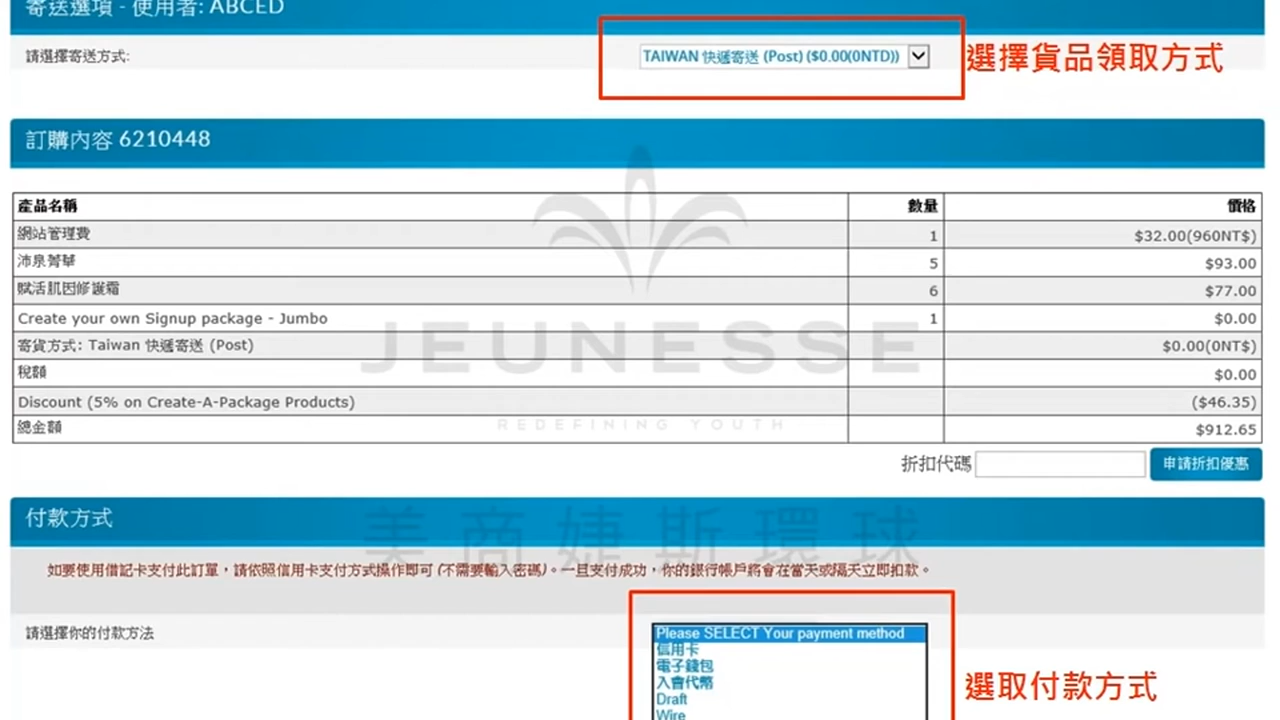 寄送選項 - 使用者: ABCED
請選擇寄送方式:
TAIWAN 快遞寄送 (Post) ($0.00(0NTD))
選擇貨品領取方式
訂購內容 6210448
產品名稱 數量 價格
網站管理費 1 $32.00(960NT$)
沛泉菁華 5 $93.00
賦活肌因修護霜 6 $77.00
Create your own Signup package - Jumbo 1 $0.00
寄貨方式: Taiwan 快遞寄送 (Post) $0.00(0NT$)
JEUNESSE
稅額 $0.00
Discount (5% on Create-A-Package Products) ($46.35)
REDEFINING YOUTH
總金額 $912.65
折扣代碼 申請折扣優惠
付款方式
美商婕斯環球
如要使用借記卡支付此訂單，請依照信用卡支付方式操作即可 (不需要輸入密碼)。一旦支付成功，你的銀行帳戶將會在當天或隔天立即扣款。
請選擇你的付款方法
Please SELECT Your payment method
信用卡
電子錢包
入會代幣
Draft
Wire
選取付款方式